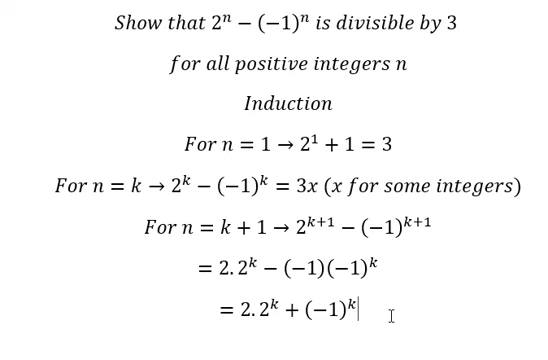 Show that 2ⁿ − (−1)ⁿ is divisible by 3
for all positive integers n
Induction
For n = 1 → 2¹ + 1 = 3
For n = k → 2ᵏ − (−1)ᵏ = 3x (x for some integers)
For n = k + 1 → 2ᵏ⁺¹ − (−1)ᵏ⁺¹
= 2. 2ᵏ − (−1)(−1)ᵏ
= 2. 2ᵏ + (−1)ᵏ